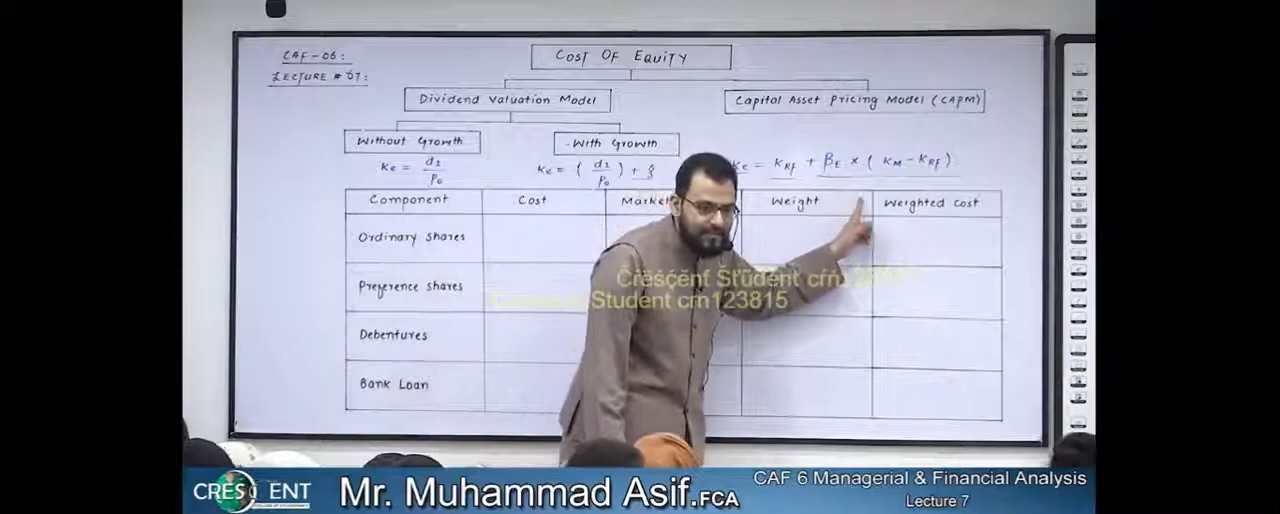 CAF-06:
LECTURE # 07:
COST OF EQUITY
Dividend Valuation Model
Capital Asset Pricing Model (CAPM)
Without Growth
With Growth
Ke = d1/P0
Ke = (d1/P0) + g
Ke = KRF + βE × (KM - KRF)
Component Cost Market Weight Weighted Cost
Ordinary shares
Preference shares
Debentures
Bank Loan
Student crn123815
CRESCENT
Mr. Muhammad Asif.FCA
CAF 6 Managerial & Financial Analysis
Lecture 7